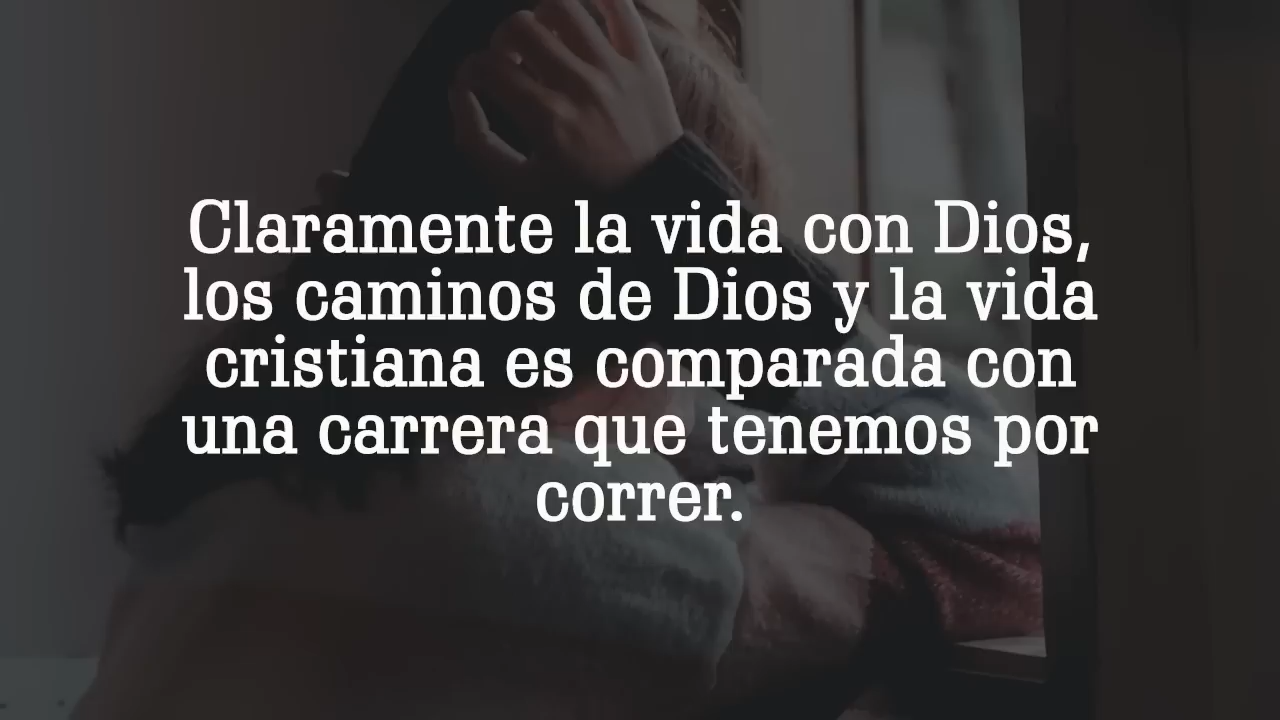 Claramente la vida con Dios,
los caminos de Dios y la vida
cristiana es comparada con
una carrera que tenemos por
correr.